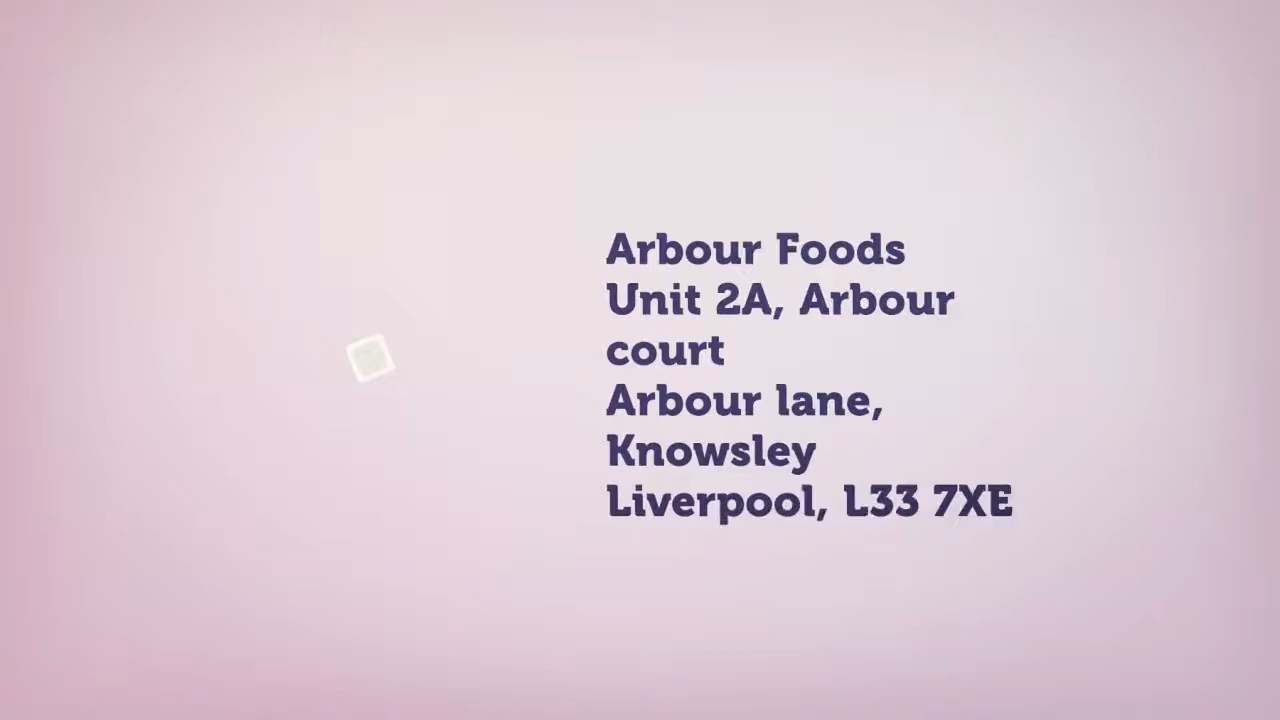 Arbour Foods
Unit 2A, Arbour
court
Arbour lane,
Knowsley
Liverpool, L33 7XE